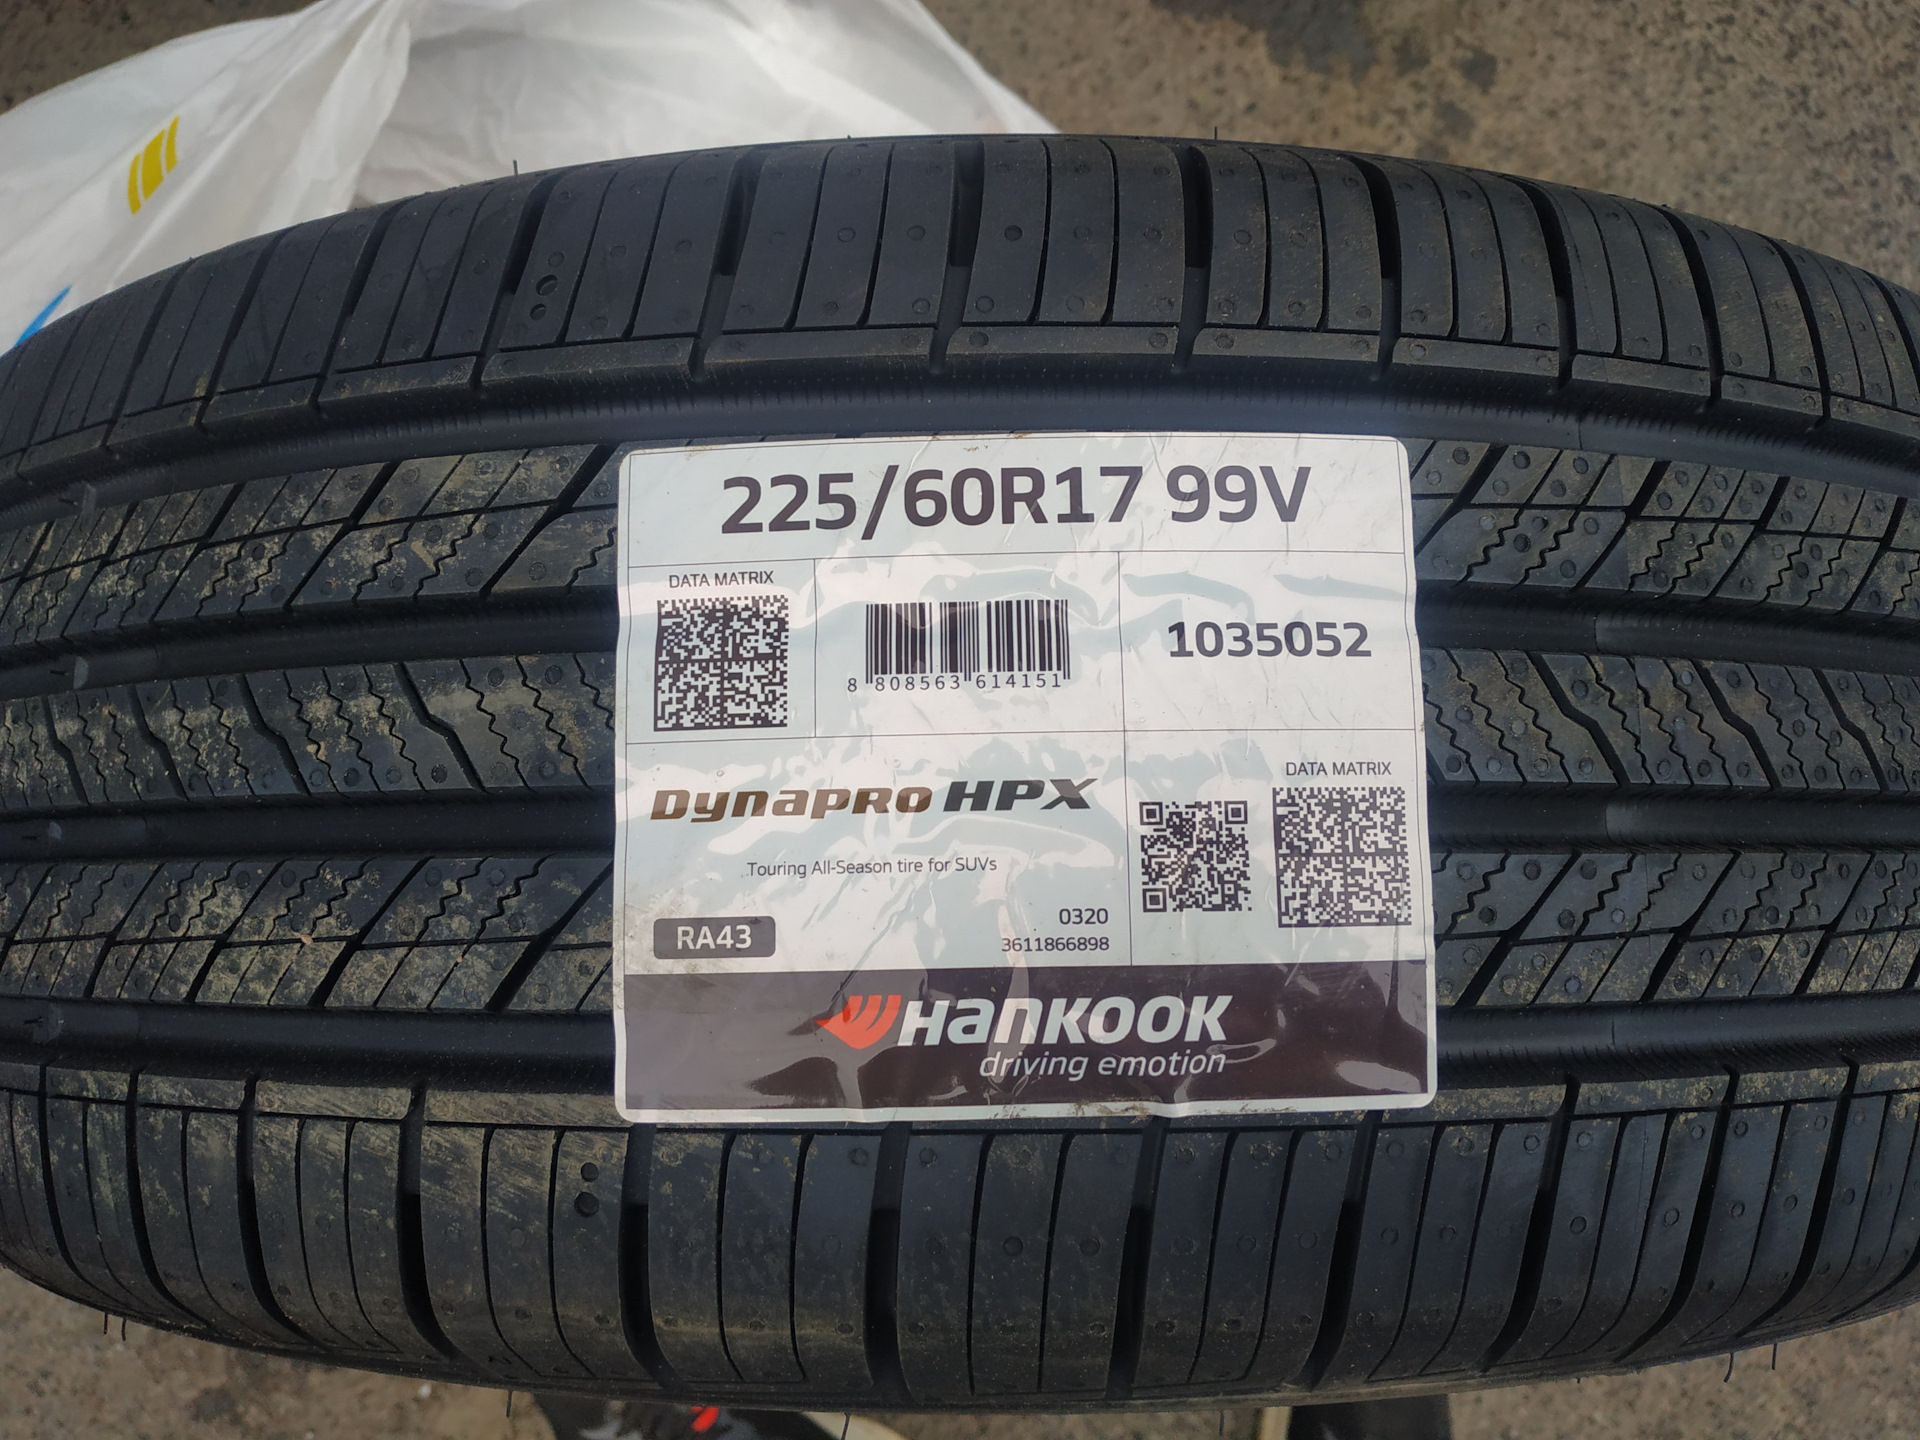 225/60R17 99V
DATA MATRIX
8 808563 614151
1035052
Dynapro HPX
DATA MATRIX
Touring All-Season tire for SUVs
RA43
0320
3611866898
Hankook
driving emotion